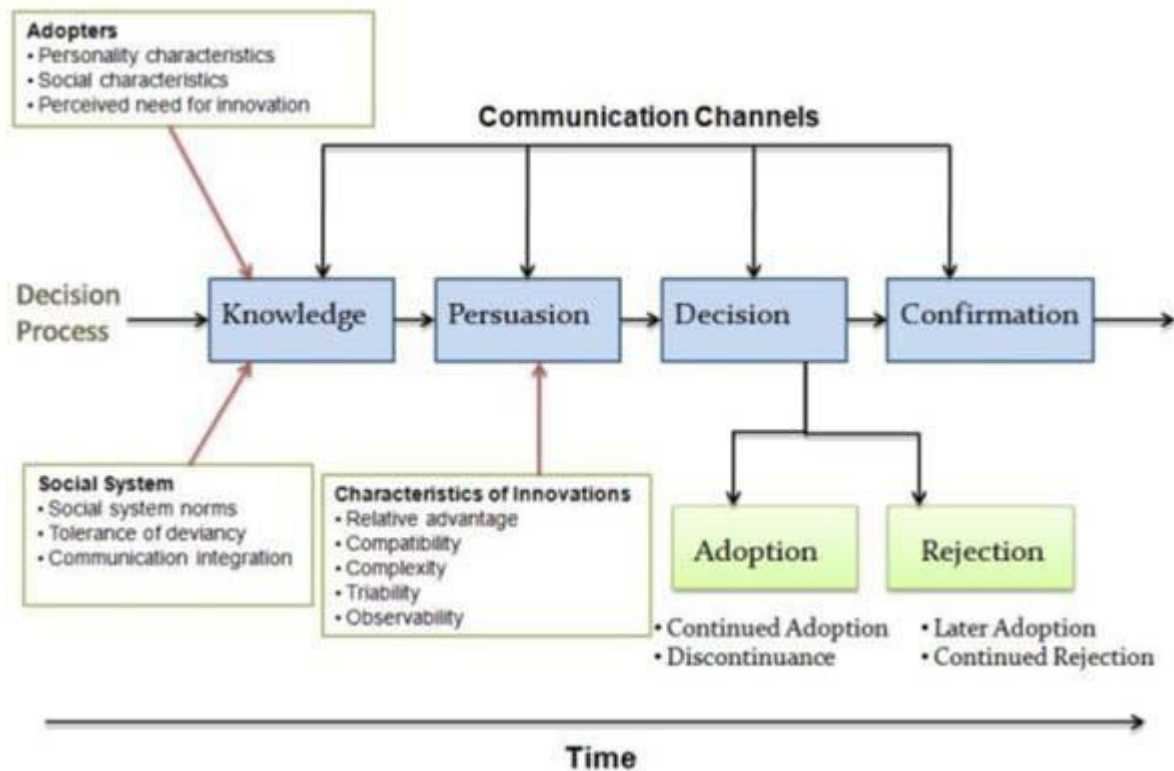 Adopters
• Personality characteristics
• Social characteristics
• Perceived need for innovation
Communication Channels
Decision
Process
Knowledge
Persuasion
Decision
Confirmation
Social System
• Social system norms
• Tolerance of deviancy
• Communication integration
Characteristics of Innovations
• Relative advantage
• Compatibility
• Complexity
• Triability
• Observability
Adoption
• Continued Adoption
• Discontinuance
Rejection
• Later Adoption
• Continued Rejection
Time